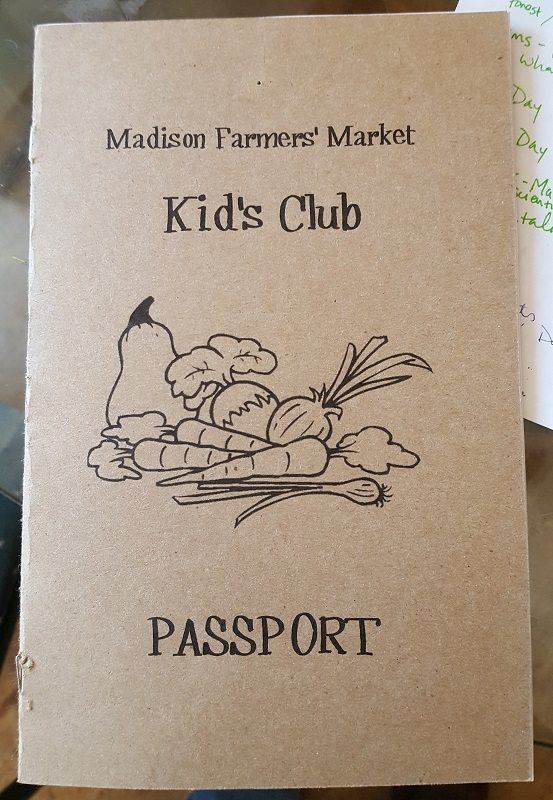 Madison Farmers' Market
Kid's Club
PASSPORT
Day
Day